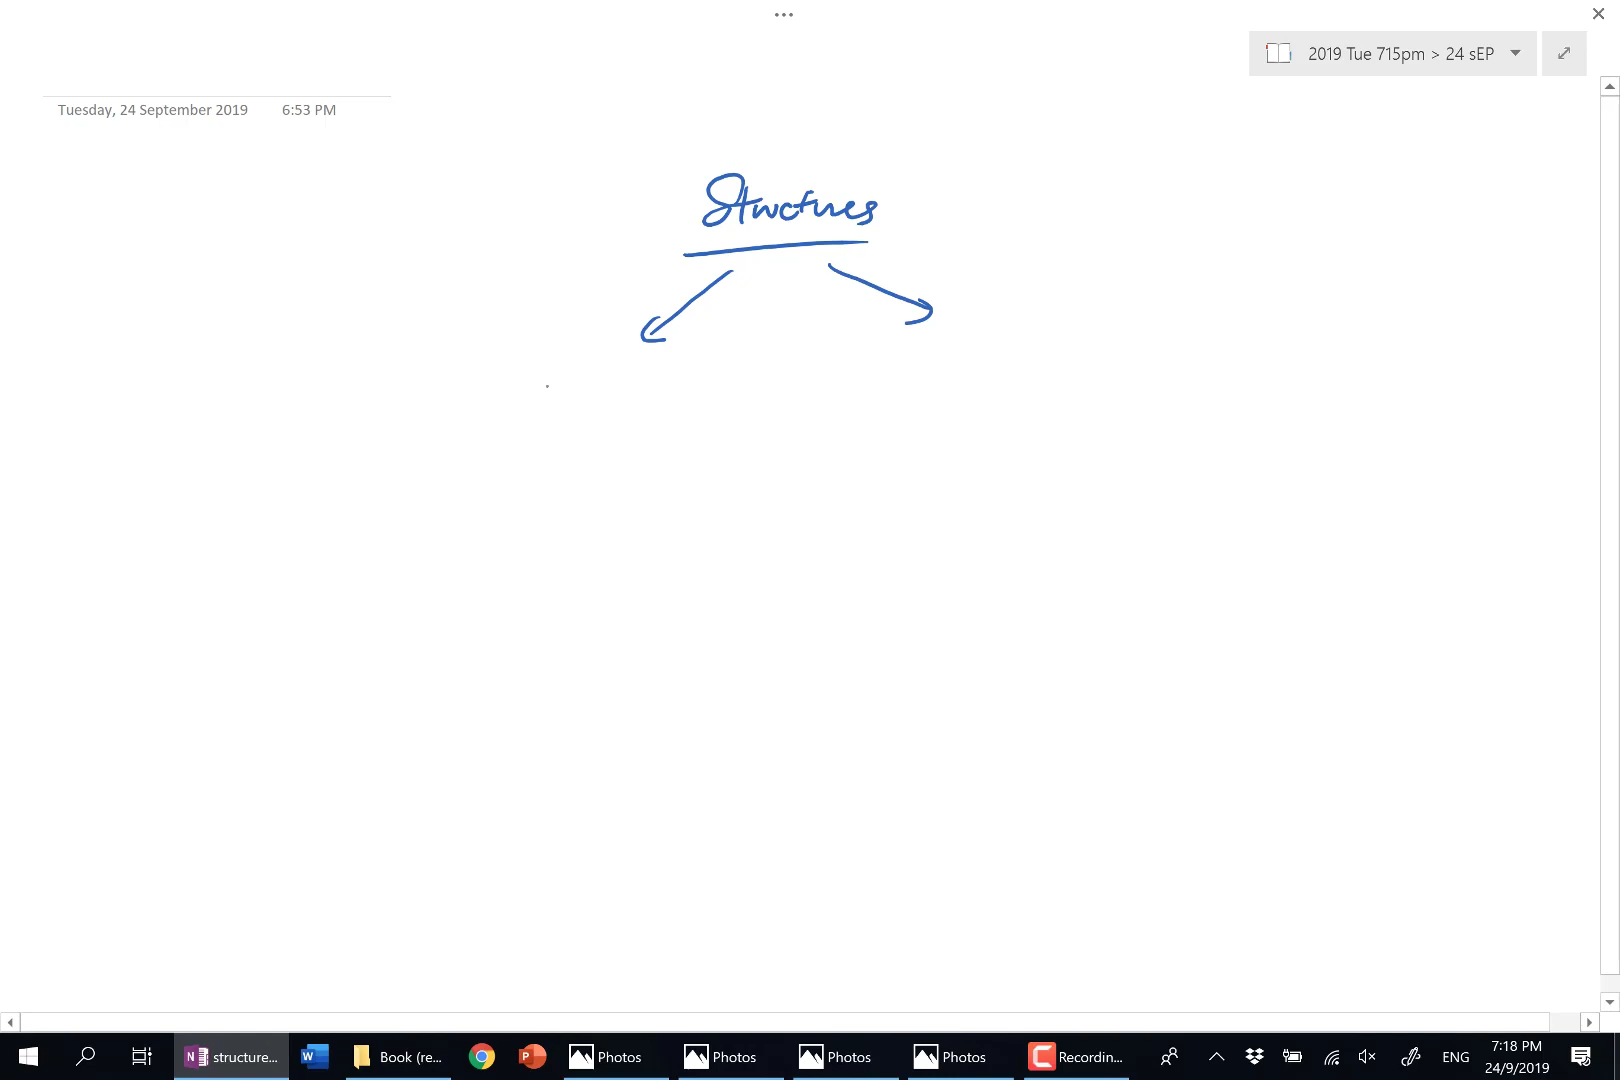 2019 Tue 715pm > 24 sEP
Tuesday, 24 September 2019 6:53 PM
Structures
structure...
Book (re...
Photos
Photos
Photos
Photos
Recordin...
ENG
7:18 PM
24/9/2019